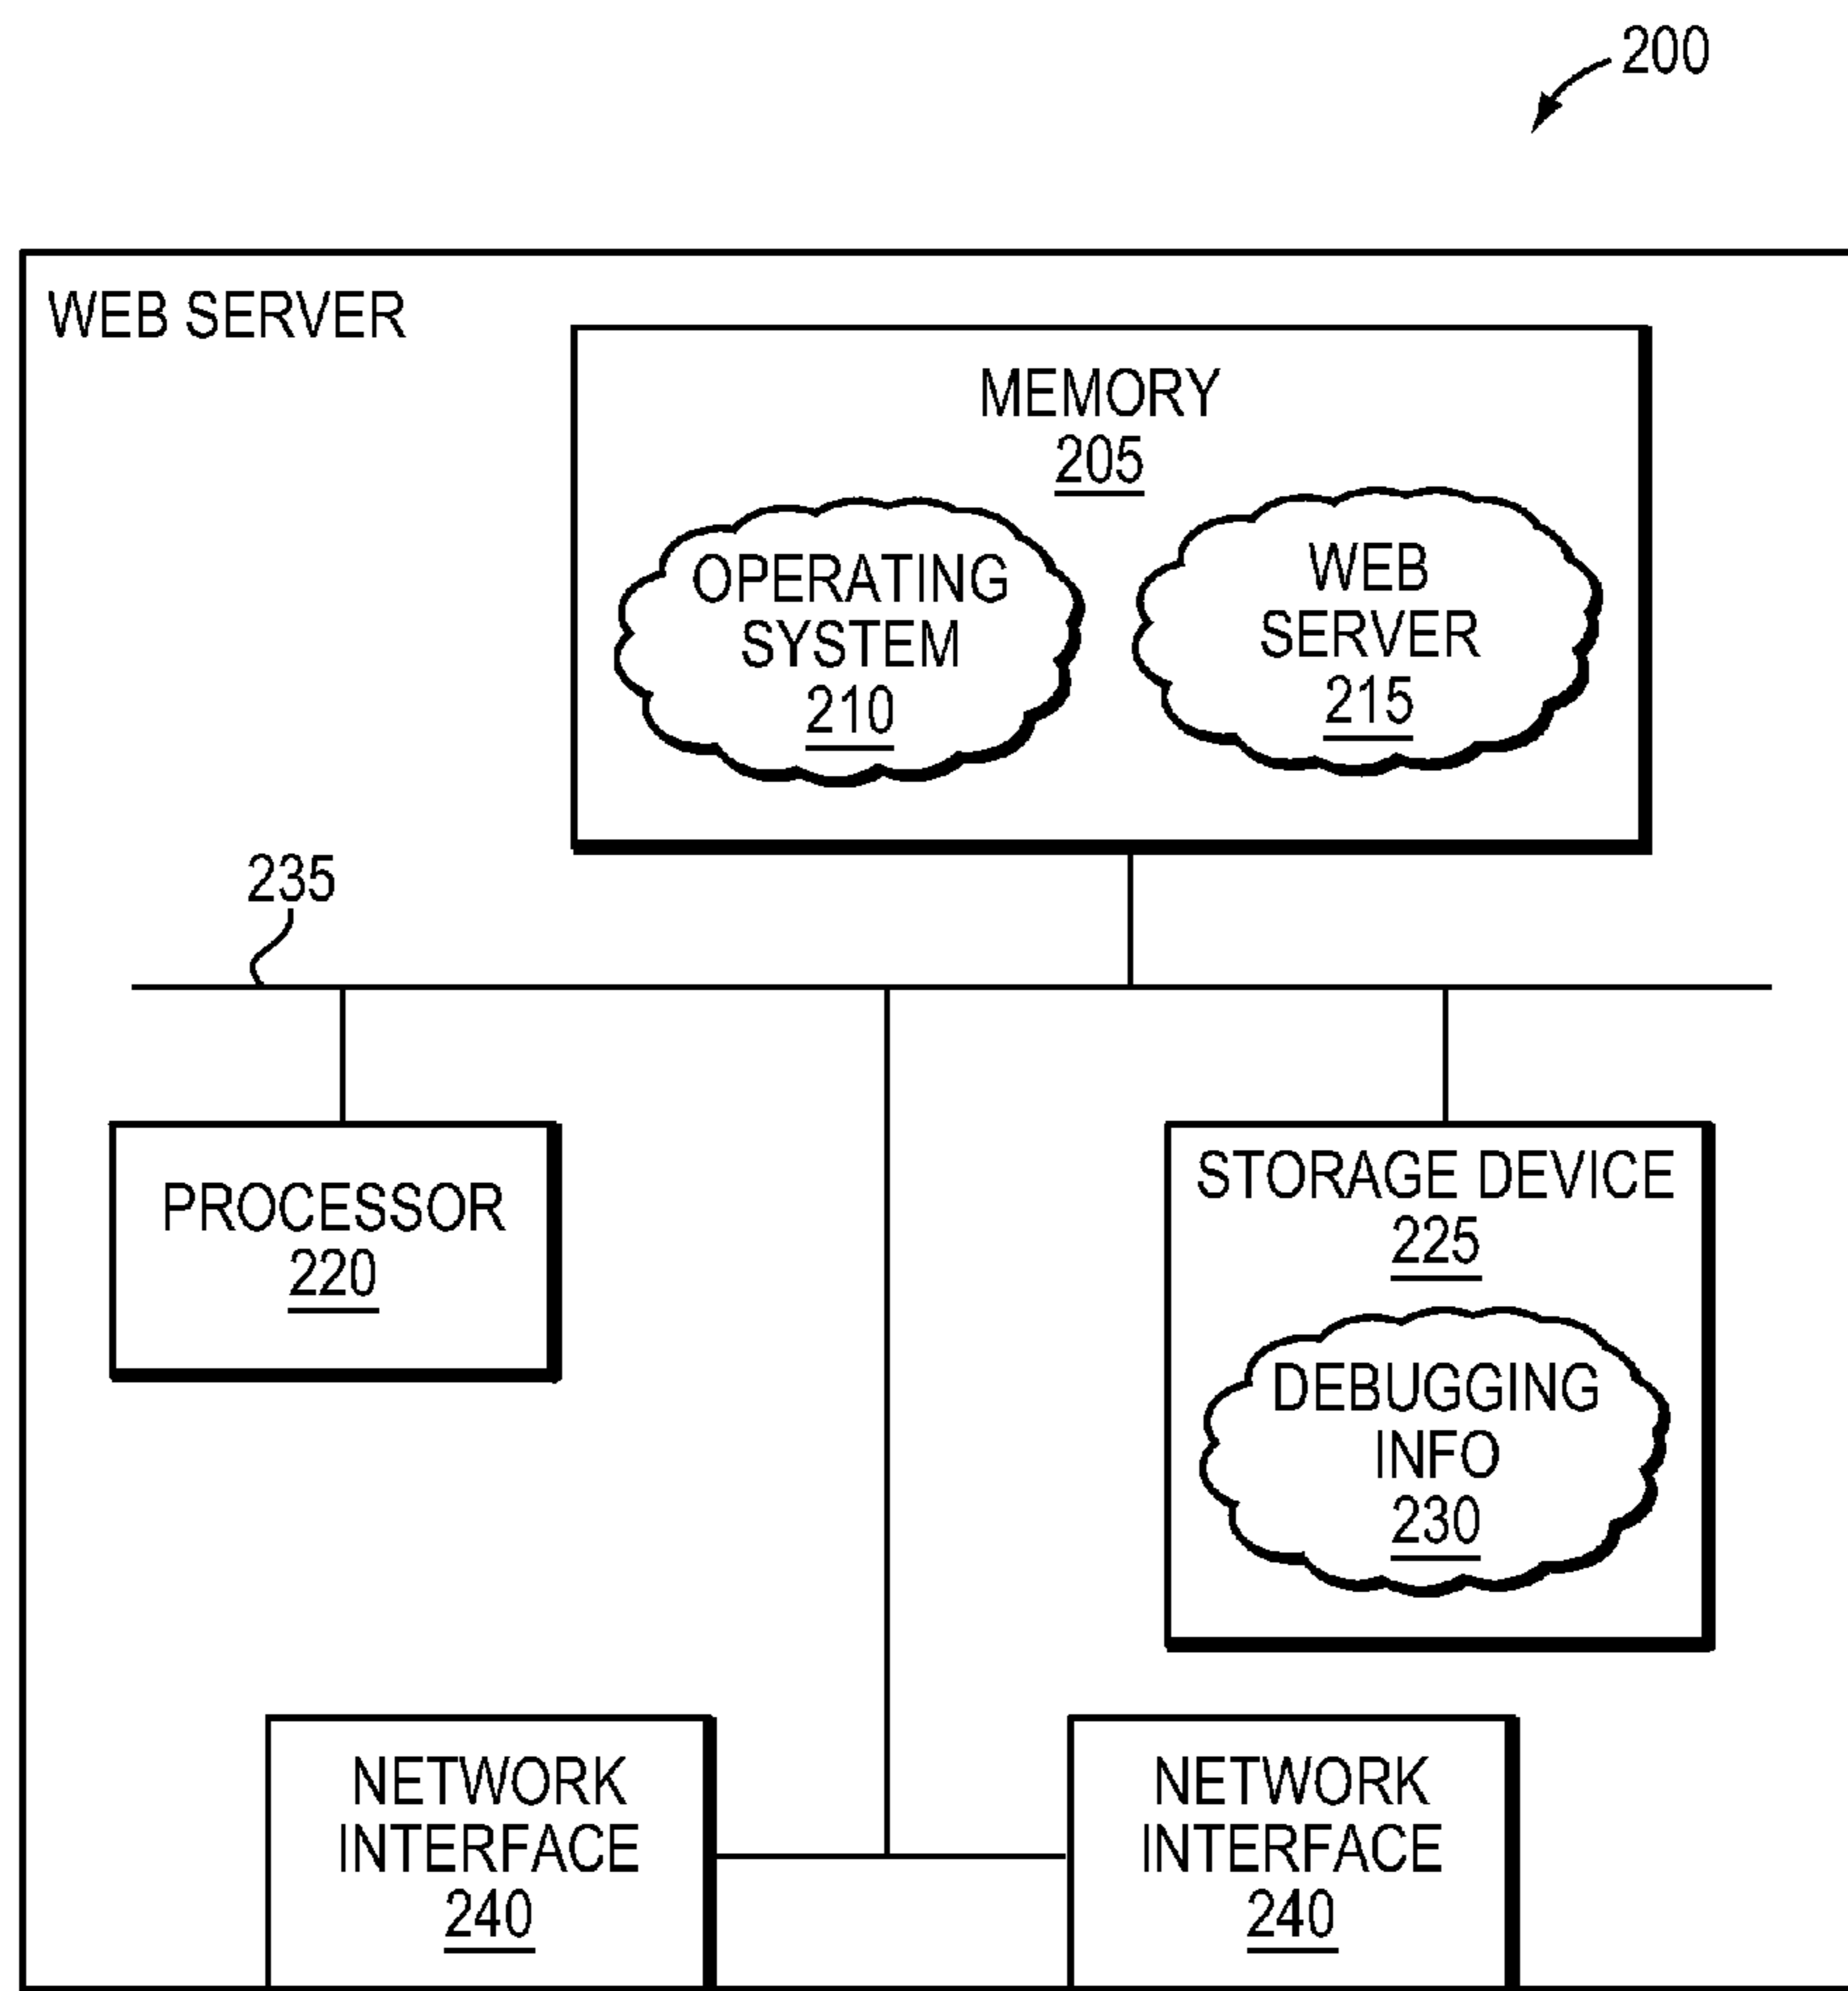 200
WEB SERVER
MEMORY
205
OPERATING
SYSTEM
210
WEB
SERVER
215
235
PROCESSOR
220
STORAGE DEVICE
225
DEBUGGING
INFO
230
NETWORK
INTERFACE
240
NETWORK
INTERFACE
240